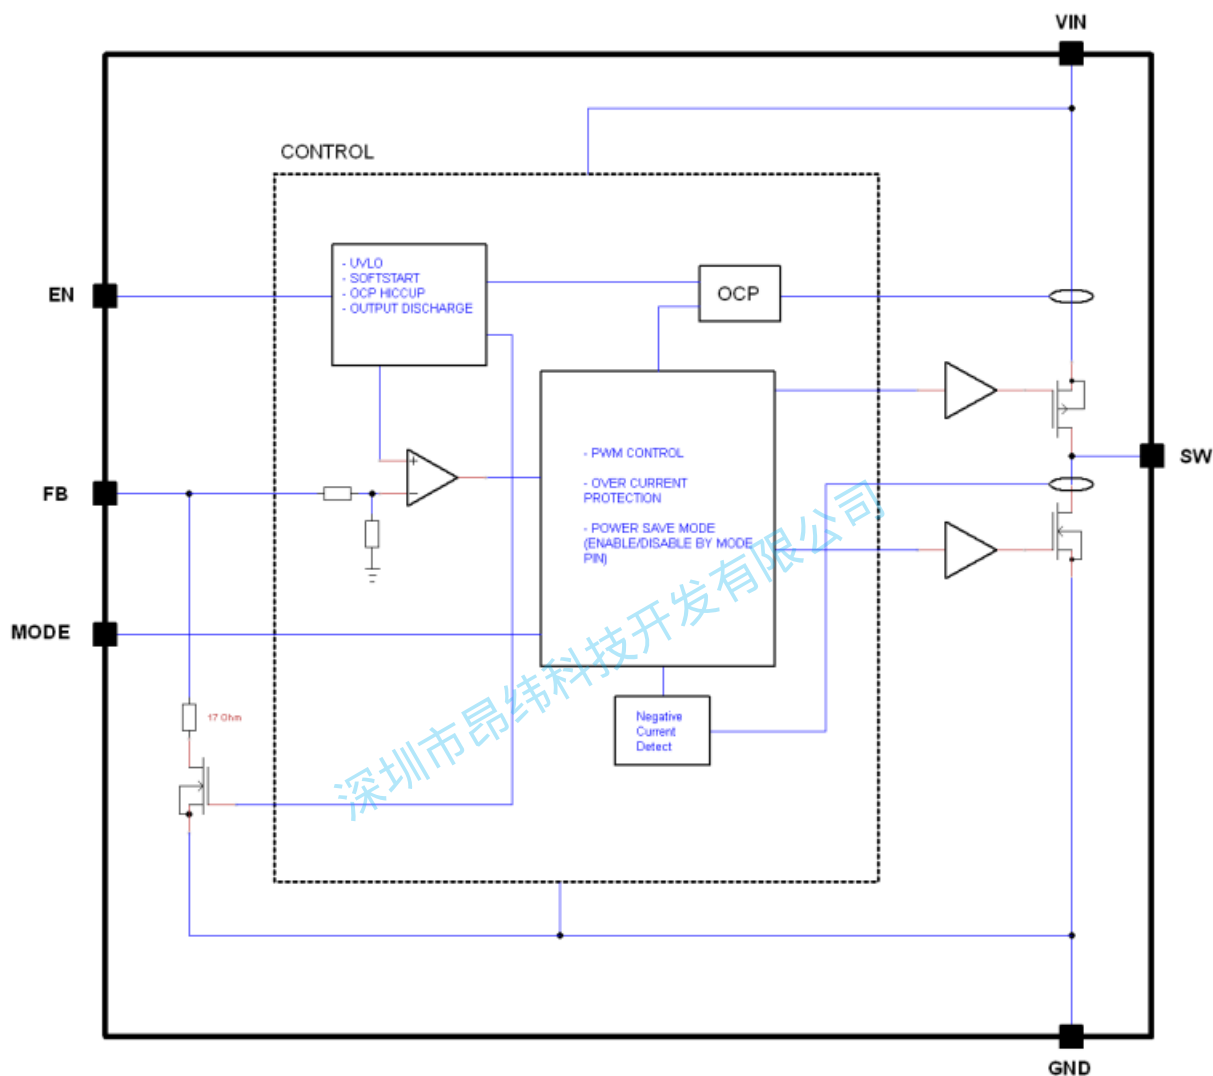 VIN
CONTROL
- UVLO
- SOFTSTART
- OCP HICCUP
- OUTPUT DISCHARGE
OCP
EN
- PWM CONTROL
SW
- OVER CURRENT
PROTECTION
FB
- POWER SAVE MODE
(ENABLE/DISABLE BY MODE
PIN)
MODE
17 Ohm
Negative
Current
Detect
深圳市昂纬科技开发有限公司
GND